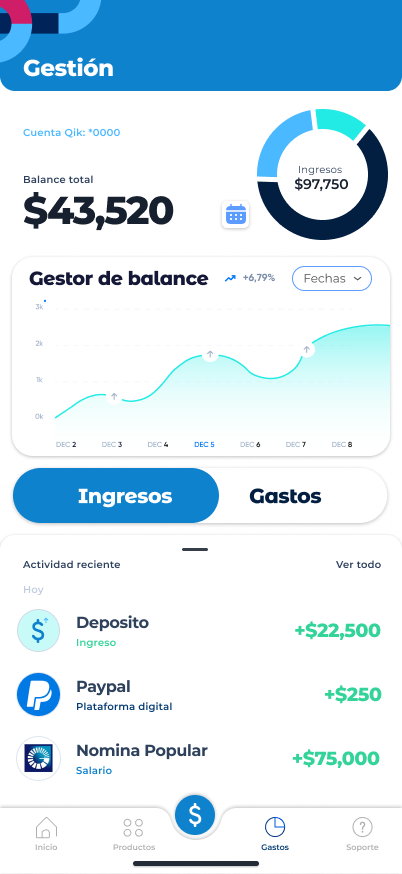 Gestión
Cuenta Qik: *0000
Balance total
$43,520
Ingresos
$97,750
Gestor de balance
+6,79%
Fechas
3k
2k
1k
0k
DEC 2
DEC 3
DEC 4
DEC 5
DEC 6
DEC 7
DEC 8
Ingresos
Gastos
Actividad reciente
Ver todo
Hoy
Deposito
Ingreso
+$22,500
Paypal
Plataforma digital
+$250
Nomina Popular
Salario
+$75,000
Inicio
Productos
$
Gastos
Soporte